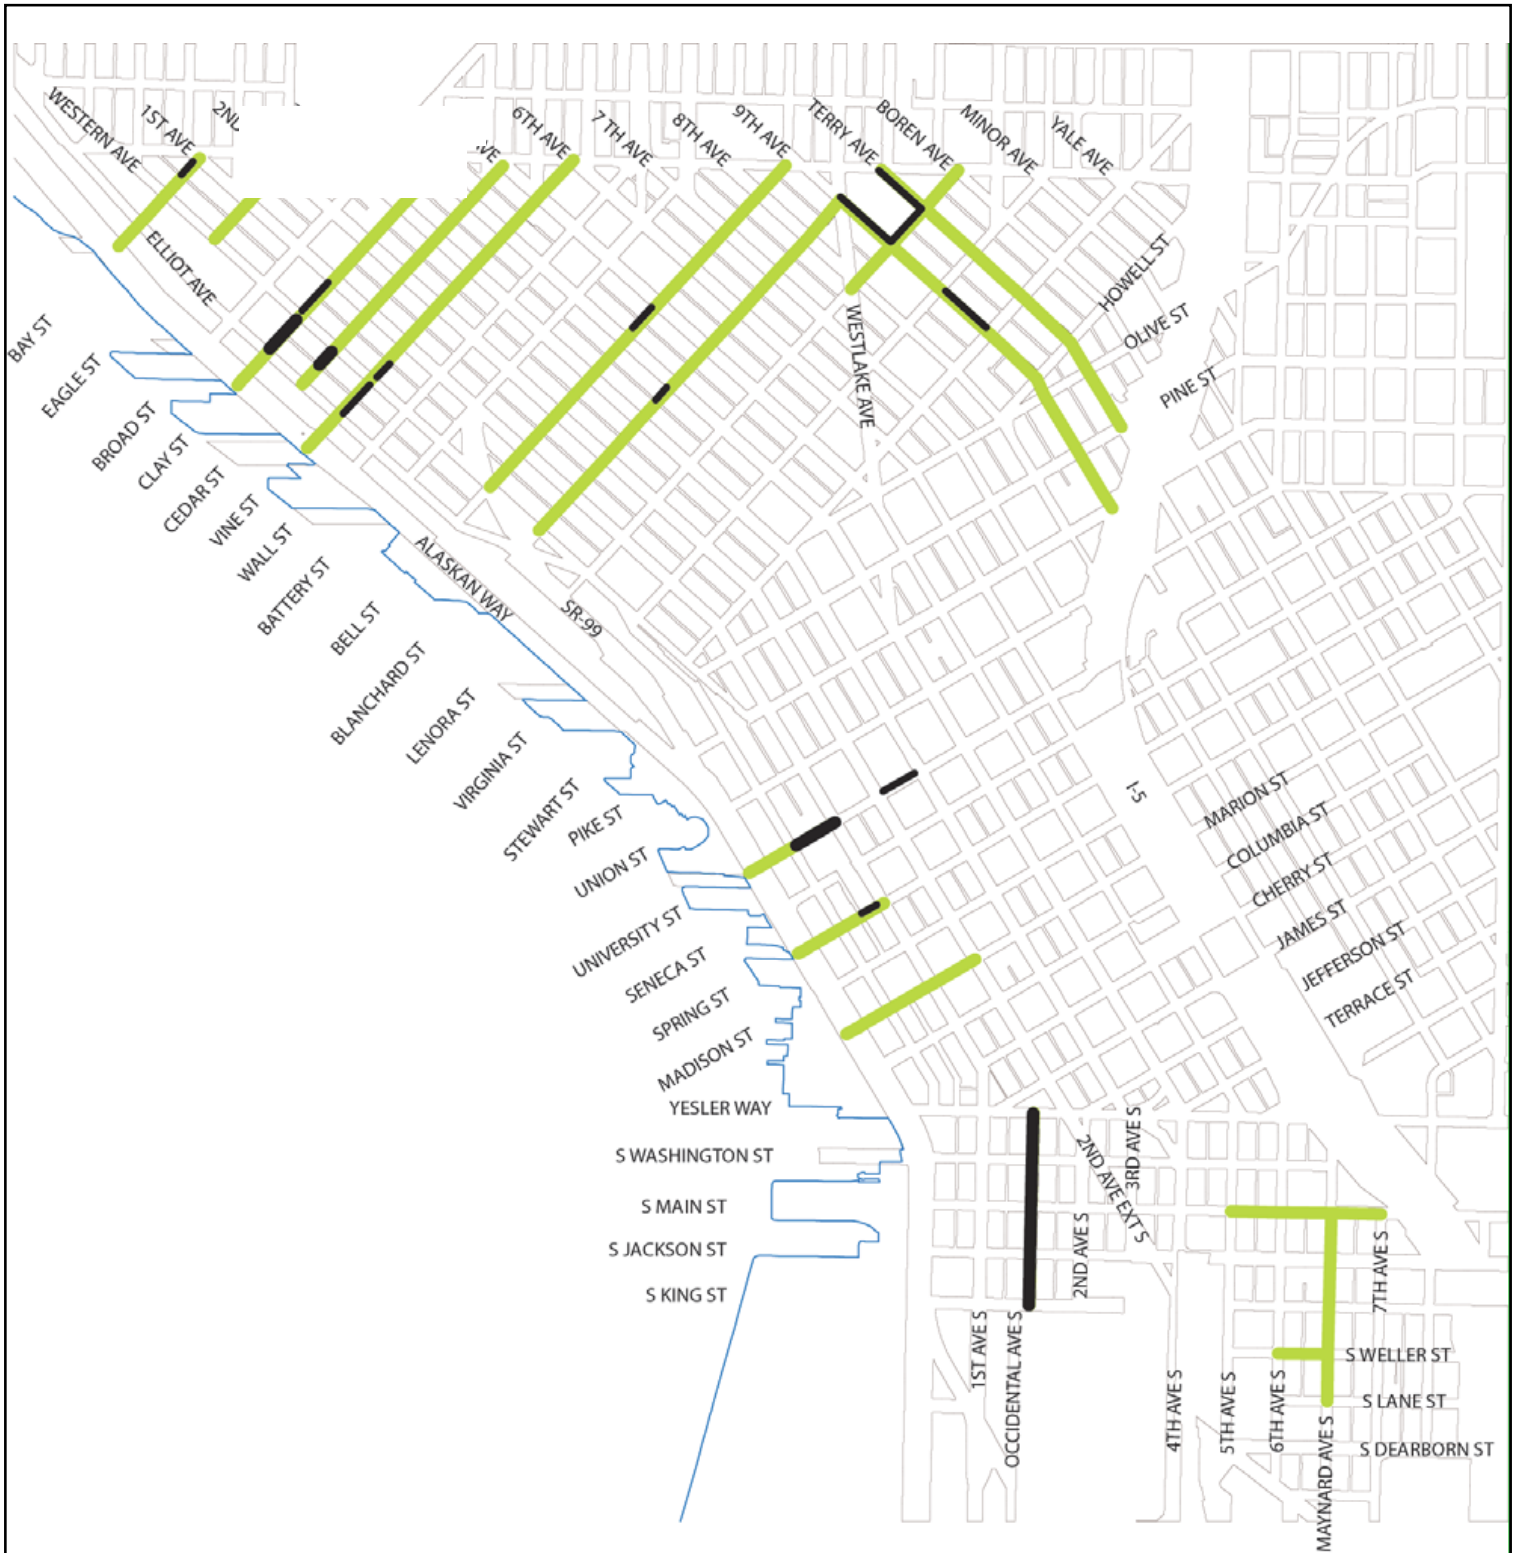 WESTERN AVE
1ST AVE
6TH AVE
7 TH AVE
8TH AVE
9TH AVE
TERRY AVE
BOREN AVE
MINOR AVE
YALE AVE
ELLIOT AVE
HOWELL ST
OLIVE ST
PINE ST
WESTLAKE AVE
BAY ST
EAGLE ST
BROAD ST
CLAY ST
CEDAR ST
VINE ST
WALL ST
BATTERY ST
BELL ST
BLANCHARD ST
LENORA ST
VIRGINIA ST
STEWART ST
PIKE ST
UNION ST
UNIVERSITY ST
SENECA ST
SPRING ST
MADISON ST
YESLER WAY
S WASHINGTON ST
S MAIN ST
S JACKSON ST
S KING ST
ALASKAN WAY
SR-99
I-5
MARION ST
COLUMBIA ST
CHERRY ST
JAMES ST
JEFFERSON ST
TERRACE ST
2ND AVE EXT S
3RD AVE S
2ND AVE S
7TH AVE S
1ST AVE S
OCCIDENTAL AVE S
4TH AVE S
5TH AVE S
6TH AVE S
MAYNARD AVE S
S WELLER ST
S LANE ST
S DEARBORN ST